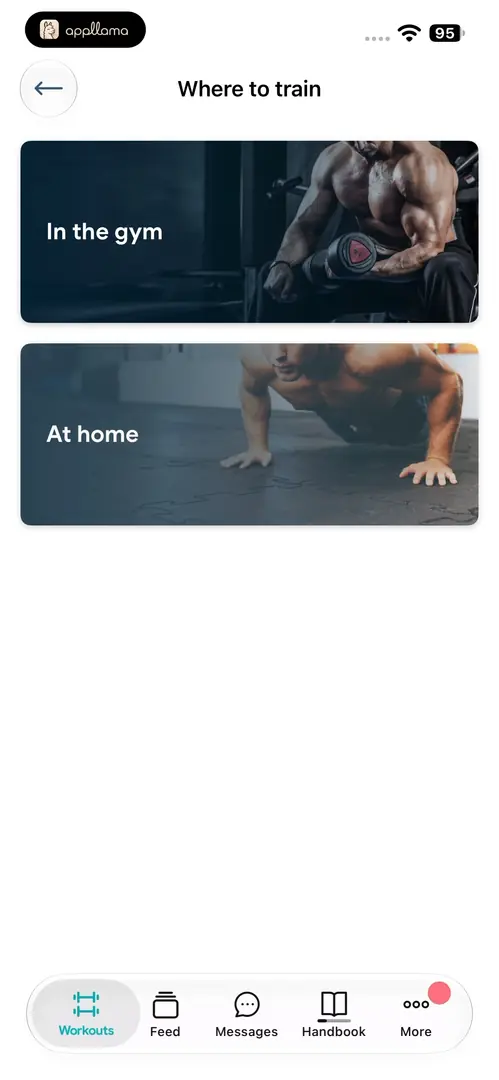 appllama
95
Where to train
In the gym
At home
Workouts
Feed
Messages
Handbook
More